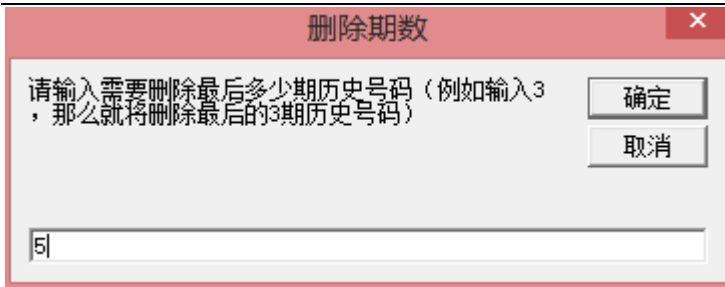 删除期数
×
请输入需要删除最后多少期历史号码（例如输入3
，那么就将删除最后的3期历史号码）
确定
取消
5